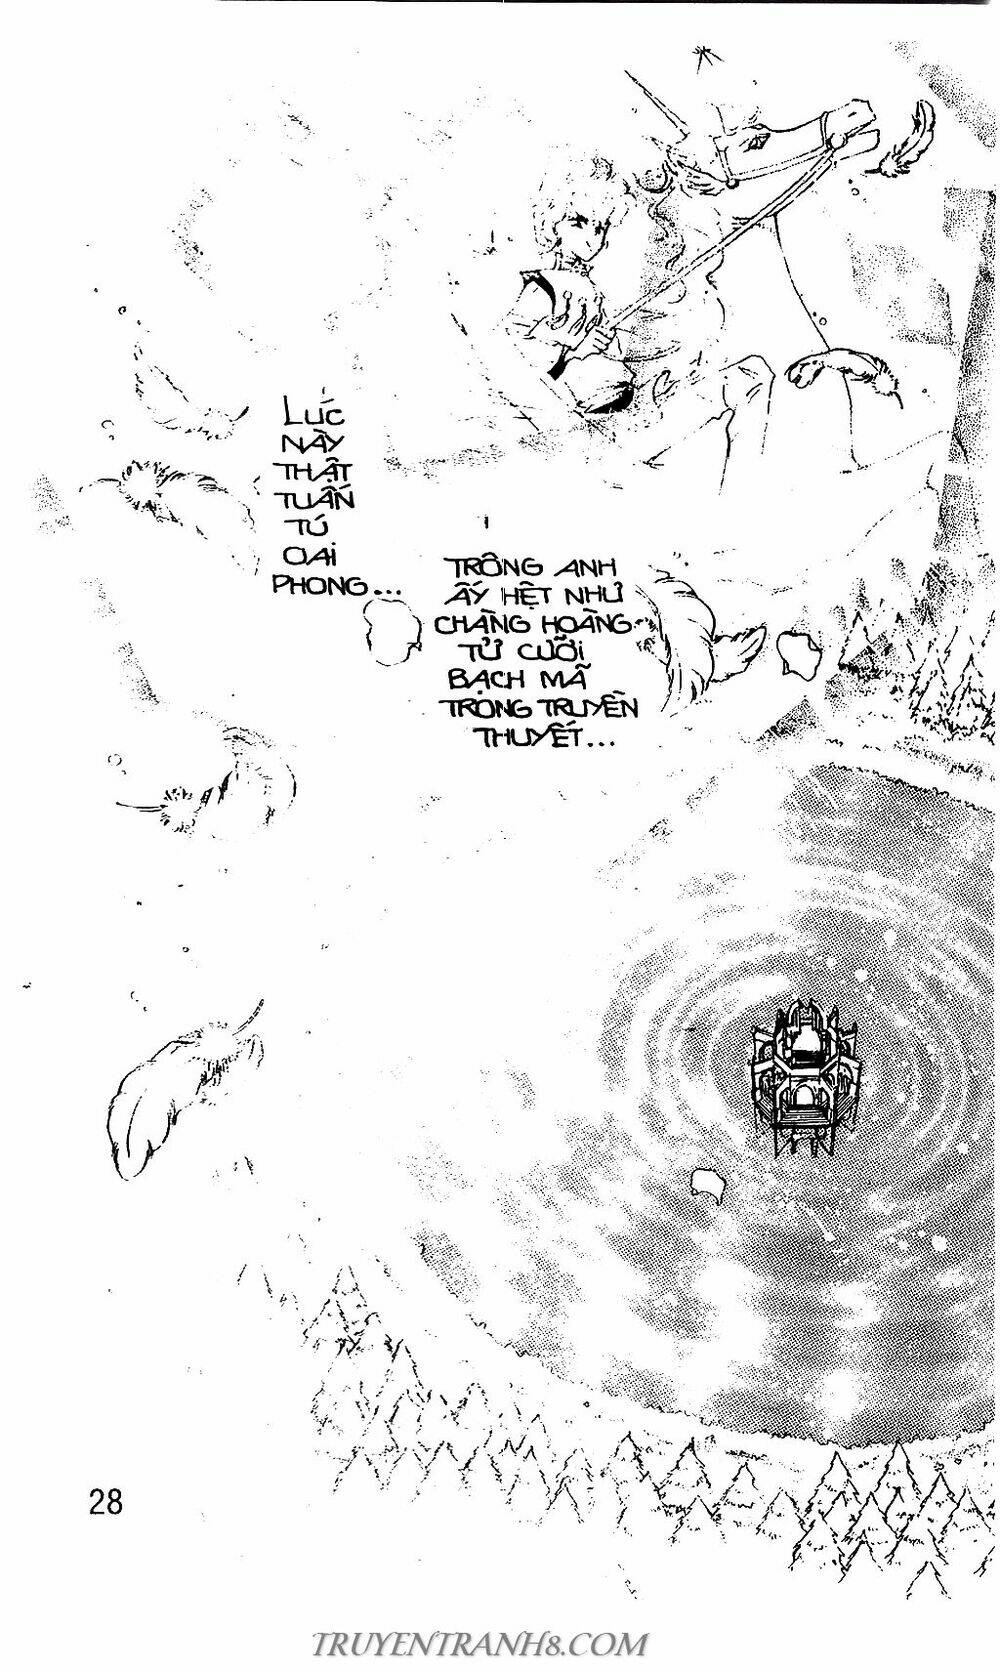 TRÔNG ANH
ẤY HỆT NHƯ
CHÀNG HOÀNG
TỬ CƯỠI
BẠCH MÃ
TRONG TRUYỀN
THUYẾT...
LÚC
NÀY
THẬT
TUẤN
TÚ
OAI
PHONG...
28
TRUYENTRANH8.COM